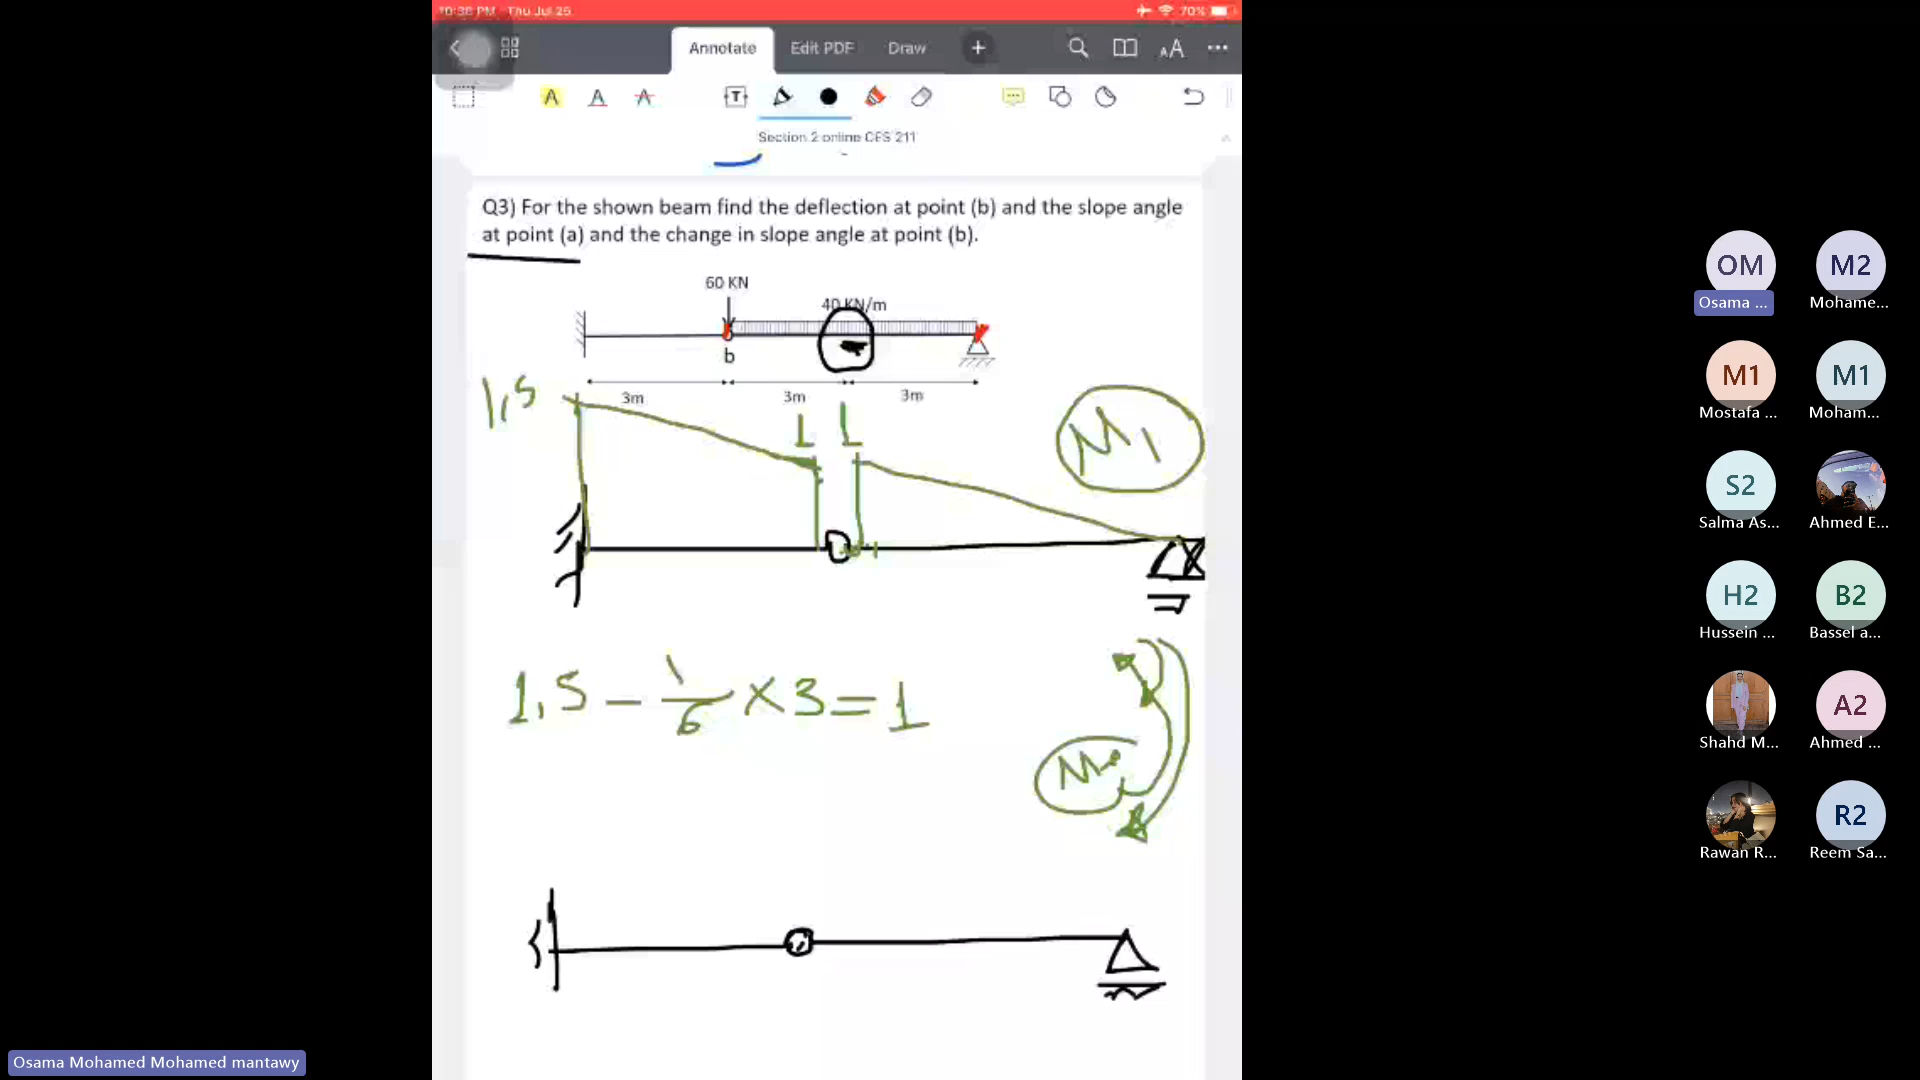 10:36 PM Thu Jul 25
70%
Annotate Edit PDF Draw
AA
A A A T
Section 2 online CES 211
Q3) For the shown beam find the deflection at point (b) and the slope angle
at point (a) and the change in slope angle at point (b).
60 KN
40 KN/m
b
3m 3m 3m
1,5
1 1
M1
1,5 - 1/6 × 3 = 1
M0
OM M2
Osama ... Mohame...
M1 M1
Mostafa ... Moham...
S2
Salma As... Ahmed E...
H2 B2
Hussein ... Bassel a...
A2
Shahd M... Ahmed ...
R2
Rawan R... Reem Sa...
Osama Mohamed Mohamed mantawy